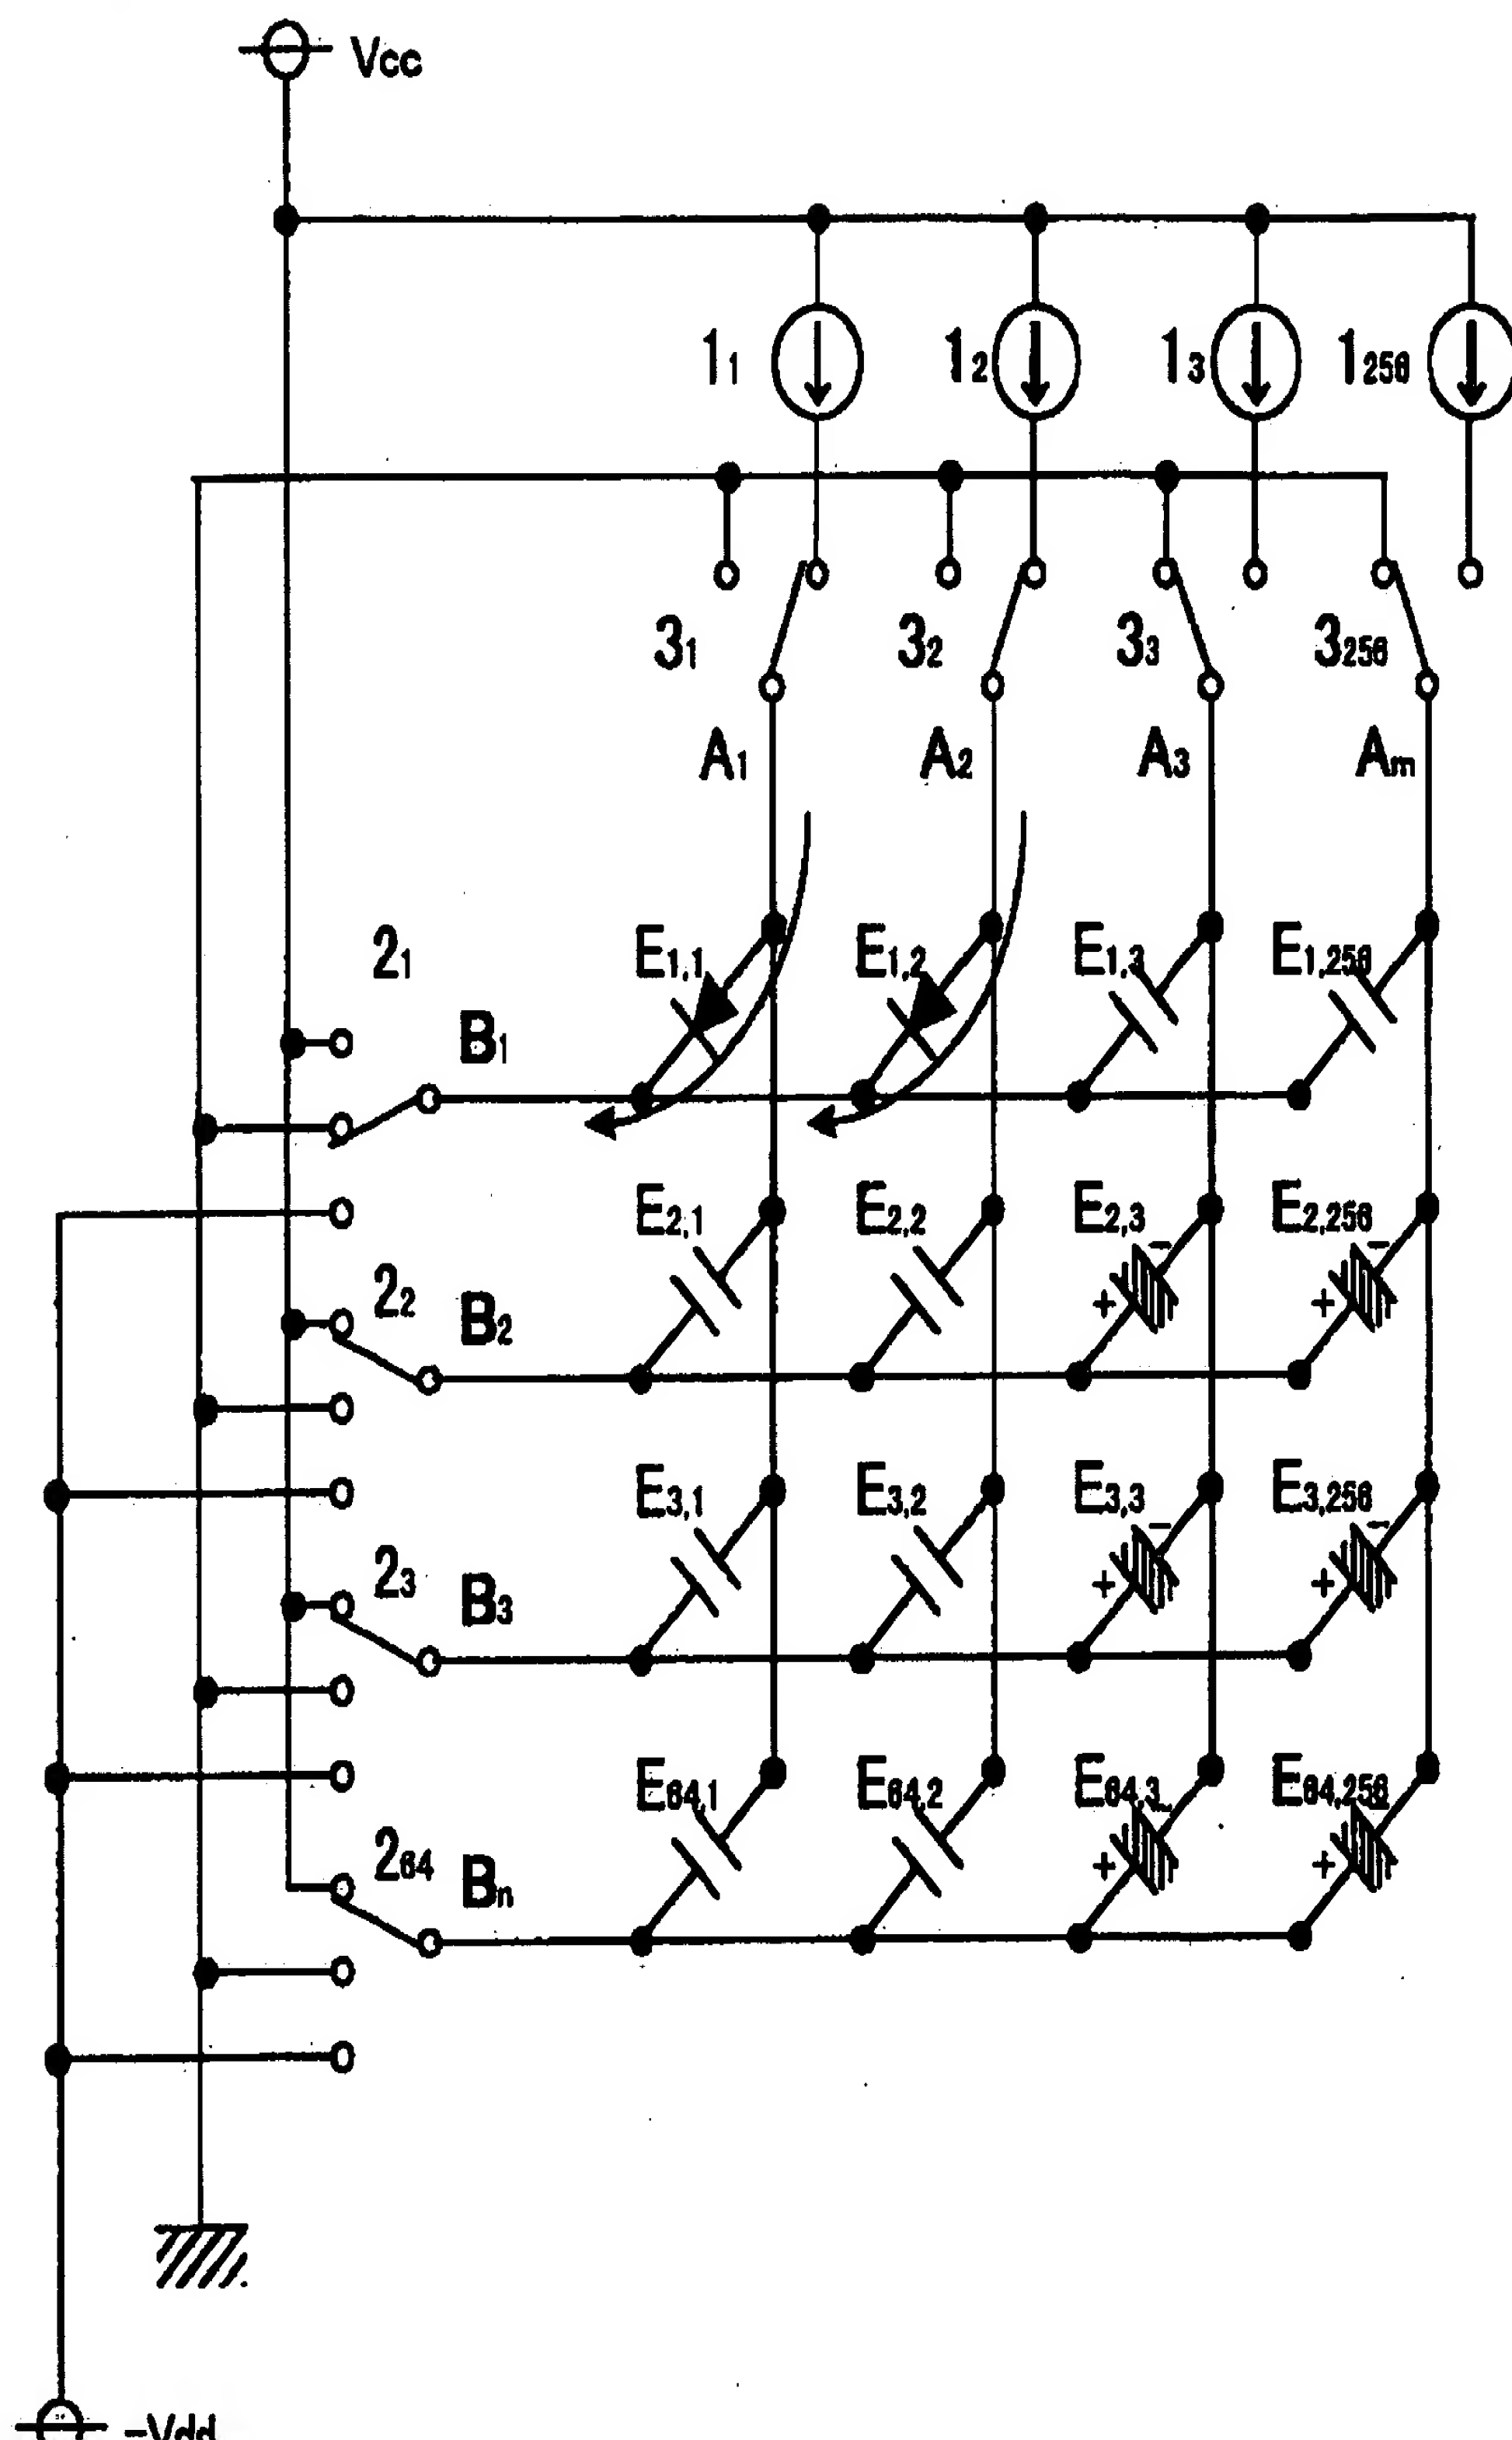 Vcc
1₁ 1₂ 1₃ 1₂₅₆
3₁ 3₂ 3₃ 3₂₅₆
A₁ A₂ A₃ Aₘ
2₁ E₁,₁ E₁,₂ E₁,₃ E₁,₂₅₆
B₁
E₂,₁ E₂,₂ E₂,₃ E₂,₂₅₆
2₂ B₂ − −
+ +
E₃,₁ E₃,₂ E₃,₃ E₃,₂₅₆
2₃ B₃ − −
+ +
E₆₄,₁ E₆₄,₂ E₆₄,₃ E₆₄,₂₅₆
2₆₄ Bₙ − −
+ +
−Vdd